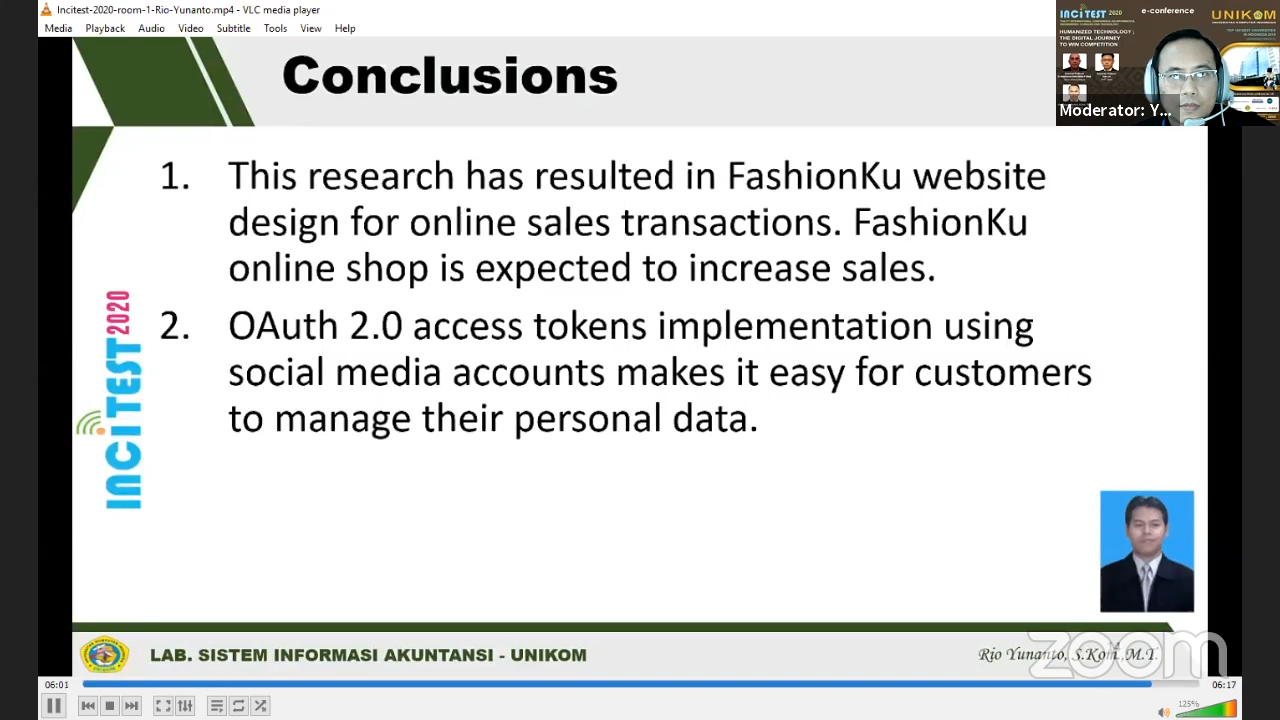 Incitest-2020-room-1-Rio-Yunanto.mp4 - VLC media player
Media Playback Audio Video Subtitle Tools View Help
INCITEST 2020
e-conference
UNIKOM
HUMANIZED TECHNOLOGY :
THE DIGITAL JOURNEY
TO WIN COMPETITION
Moderator: Y...
Conclusions
1. This research has resulted in FashionKu website
design for online sales transactions. FashionKu
online shop is expected to increase sales.
2. OAuth 2.0 access tokens implementation using
social media accounts makes it easy for customers
to manage their personal data.
INCITEST 2020
LAB. SISTEM INFORMASI AKUNTANSI - UNIKOM
Rio Yunanto, S.Kom.,M.T.
zoom
06:01
06:17
125%